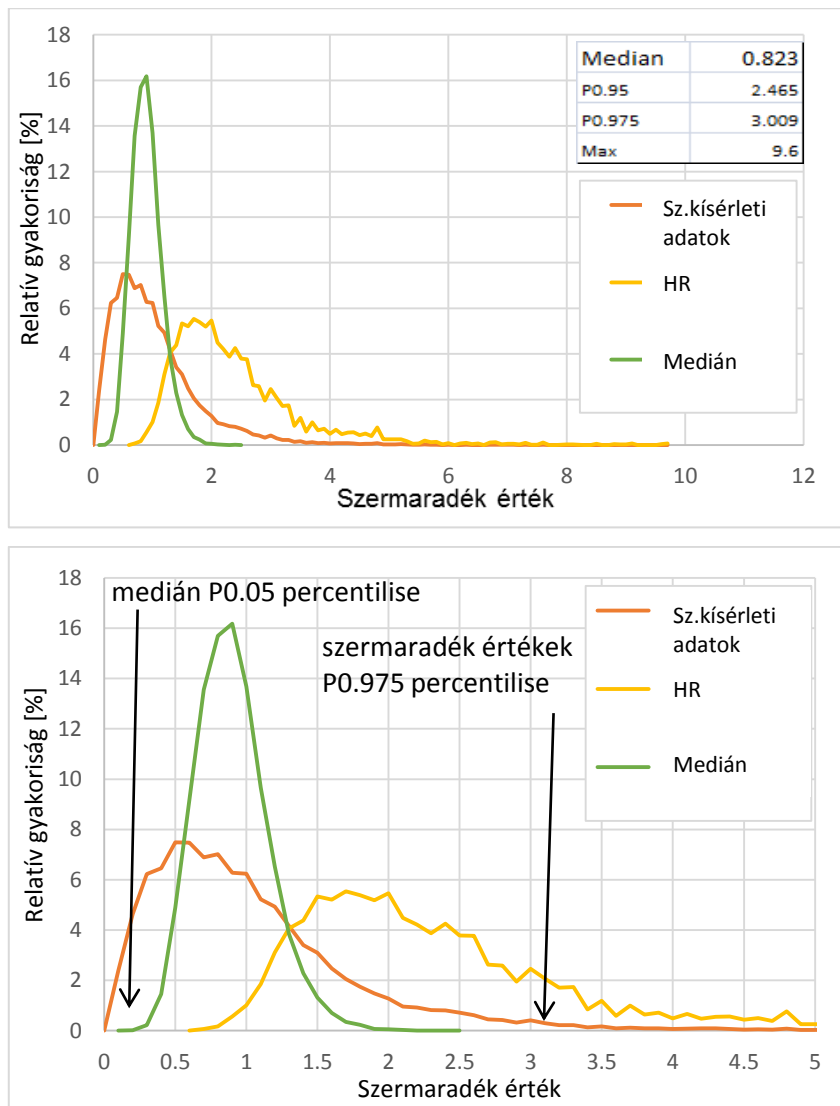 18
16
14
12
10
8
6
4
2
0
Relatív gyakoriság [%]
Median 0.823
P0.95 2.465
P0.975 3.009
Max 9.6
Sz.kísérleti
adatok
HR
Medián
0 2 4 6 8 10 12
Szermaradék érték
18
16
14
12
10
8
6
4
2
0
Relatív gyakoriság [%]
medián P0.05 percentilise
szermaradék értékek
P0.975 percentilise
Sz.kísérleti
adatok
HR
Medián
0 0.5 1 1.5 2 2.5 3 3.5 4 4.5 5
Szermaradék érték